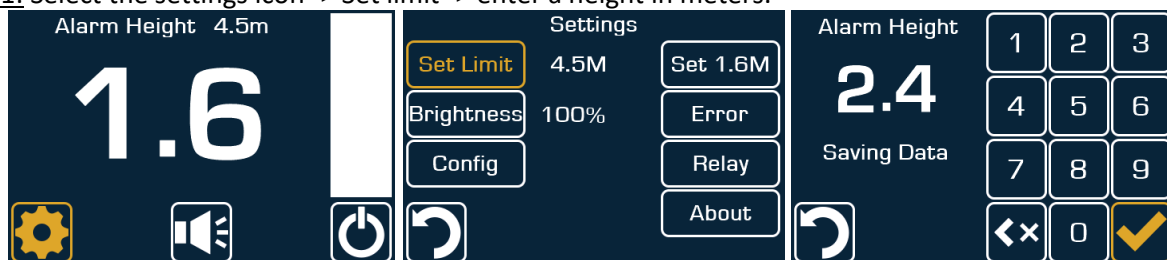 1. Select the settings icon -> Set limit -> enter a height in meters.
Alarm Height 4.5m
1.6
Settings
Set Limit 4.5M Set 1.6M
Brightness 100% Error
Config Relay
About
Alarm Height
2.4
Saving Data
1 2 3
4 5 6
7 8 9
0